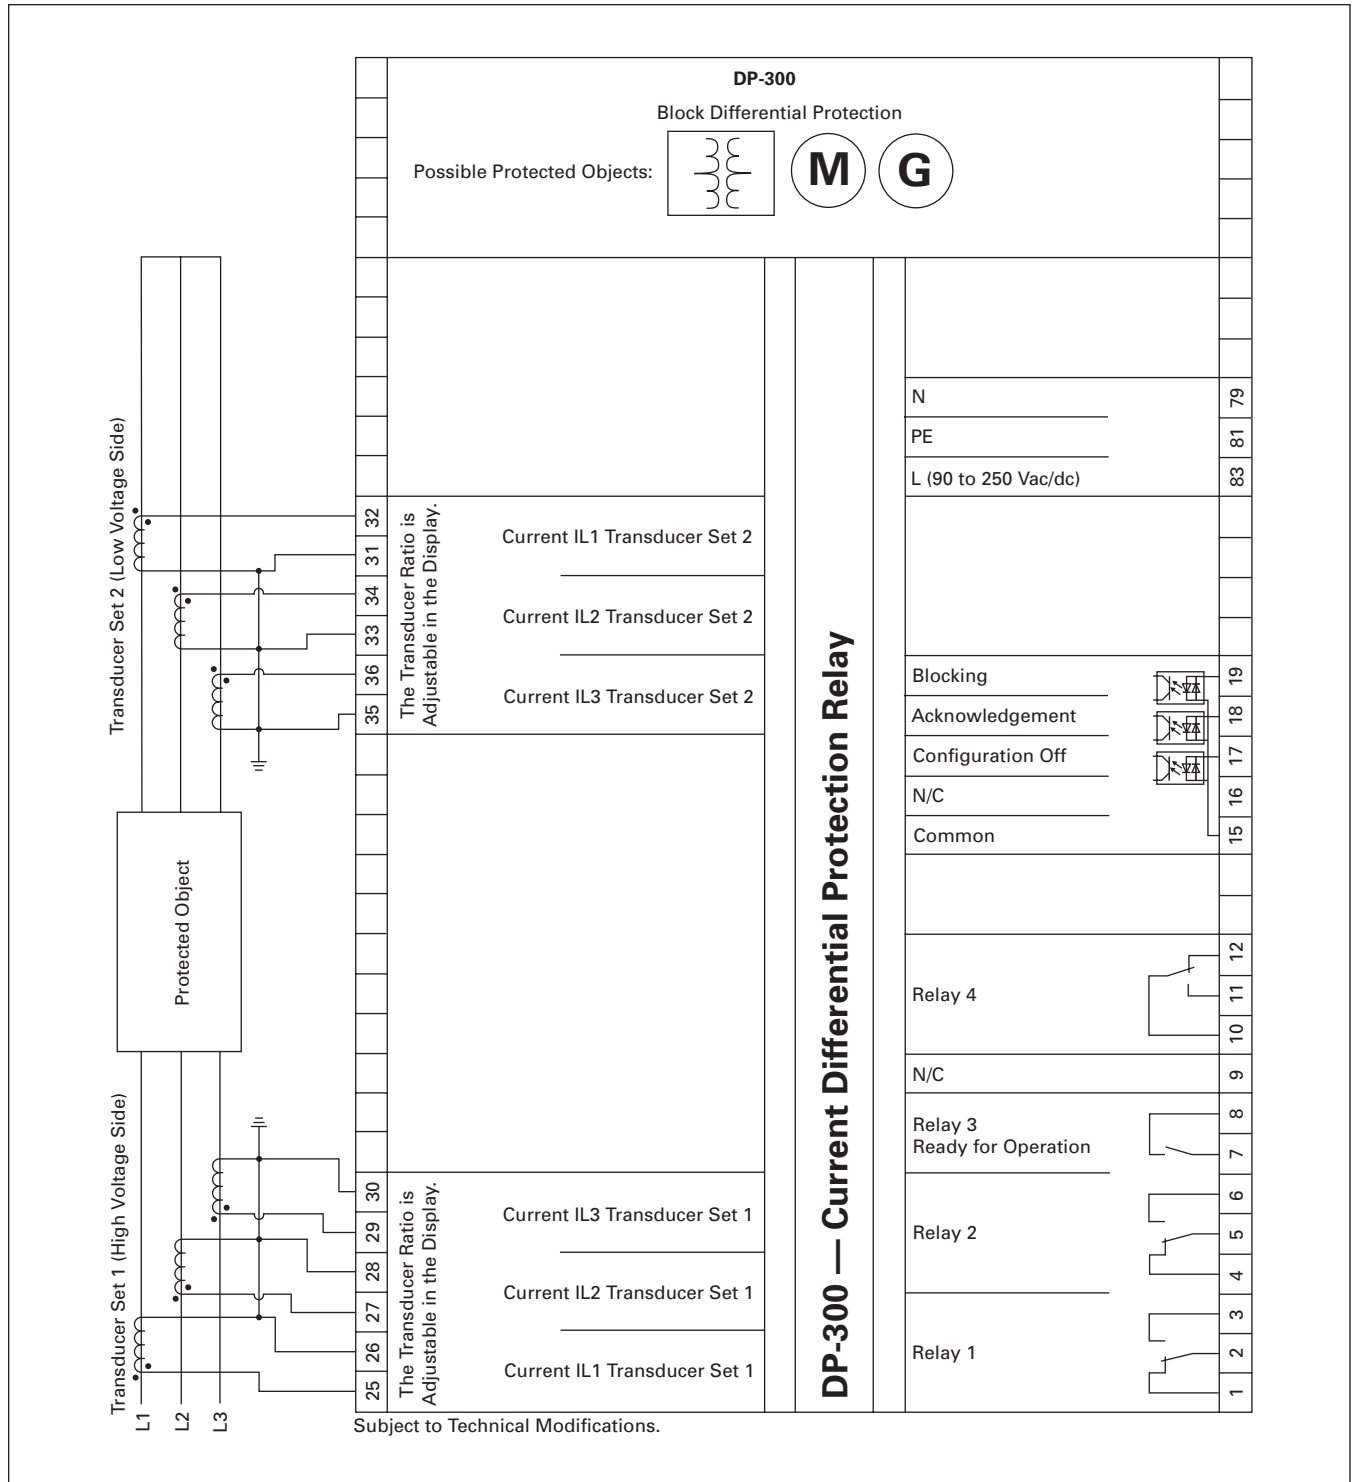 DP-300
Block Differential Protection
Possible Protected Objects:
M
G
Transducer Set 2 (Low Voltage Side)
32
31
34
33
36
35
The Transducer Ratio is
Adjustable in the Display.
Current IL1 Transducer Set 2
Current IL2 Transducer Set 2
Current IL3 Transducer Set 2
Protected Object
Transducer Set 1 (High Voltage Side)
L1
L2
L3
30
29
28
27
26
25
The Transducer Ratio is
Adjustable in the Display.
Current IL3 Transducer Set 1
Current IL2 Transducer Set 1
Current IL1 Transducer Set 1
DP-300 — Current Differential Protection Relay
N
79
PE
81
L (90 to 250 Vac/dc)
83
Blocking
19
Acknowledgement
18
Configuration Off
17
N/C
16
Common
15
Relay 4
12
11
10
N/C
9
Relay 3
Ready for Operation
8
7
Relay 2
6
5
4
Relay 1
3
2
1
Subject to Technical Modifications.